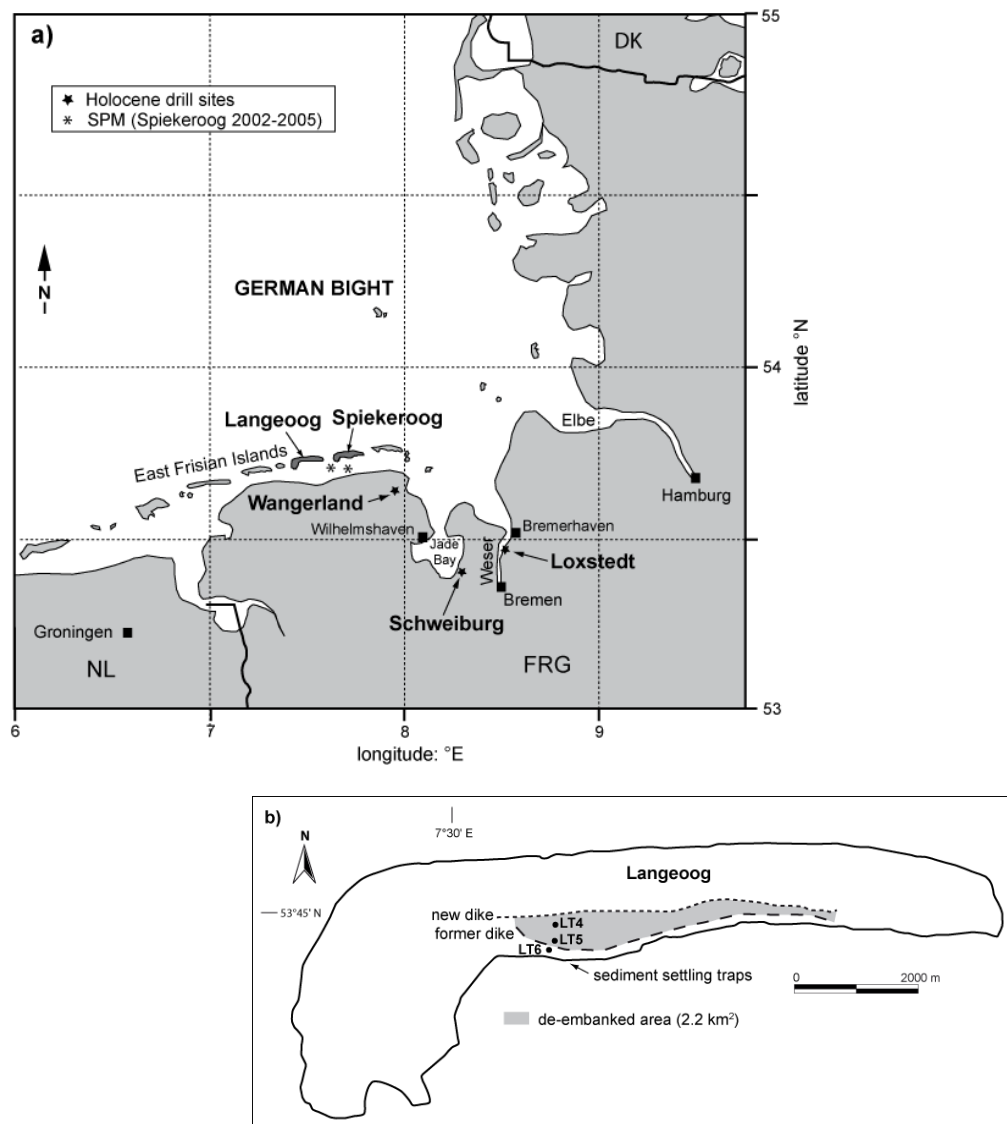 a)
DK
55
★ Holocene drill sites
* SPM (Spiekeroog 2002-2005)
N
GERMAN BIGHT
latitude °N
54
Langeoog
Spiekeroog
East Frisian Islands
Elbe
Hamburg
Wangerland
Wilhelmshaven
Jade
Bay
Weser
Bremerhaven
Loxstedt
Bremen
Schweiburg
Groningen
NL
FRG
53
6
7
8
9
longitude: °E
b)
7°30' E
N
Langeoog
53°45' N
new dike
former dike
LT4
LT5
LT6
sediment settling traps
0 2000 m
de-embanked area (2.2 km²)